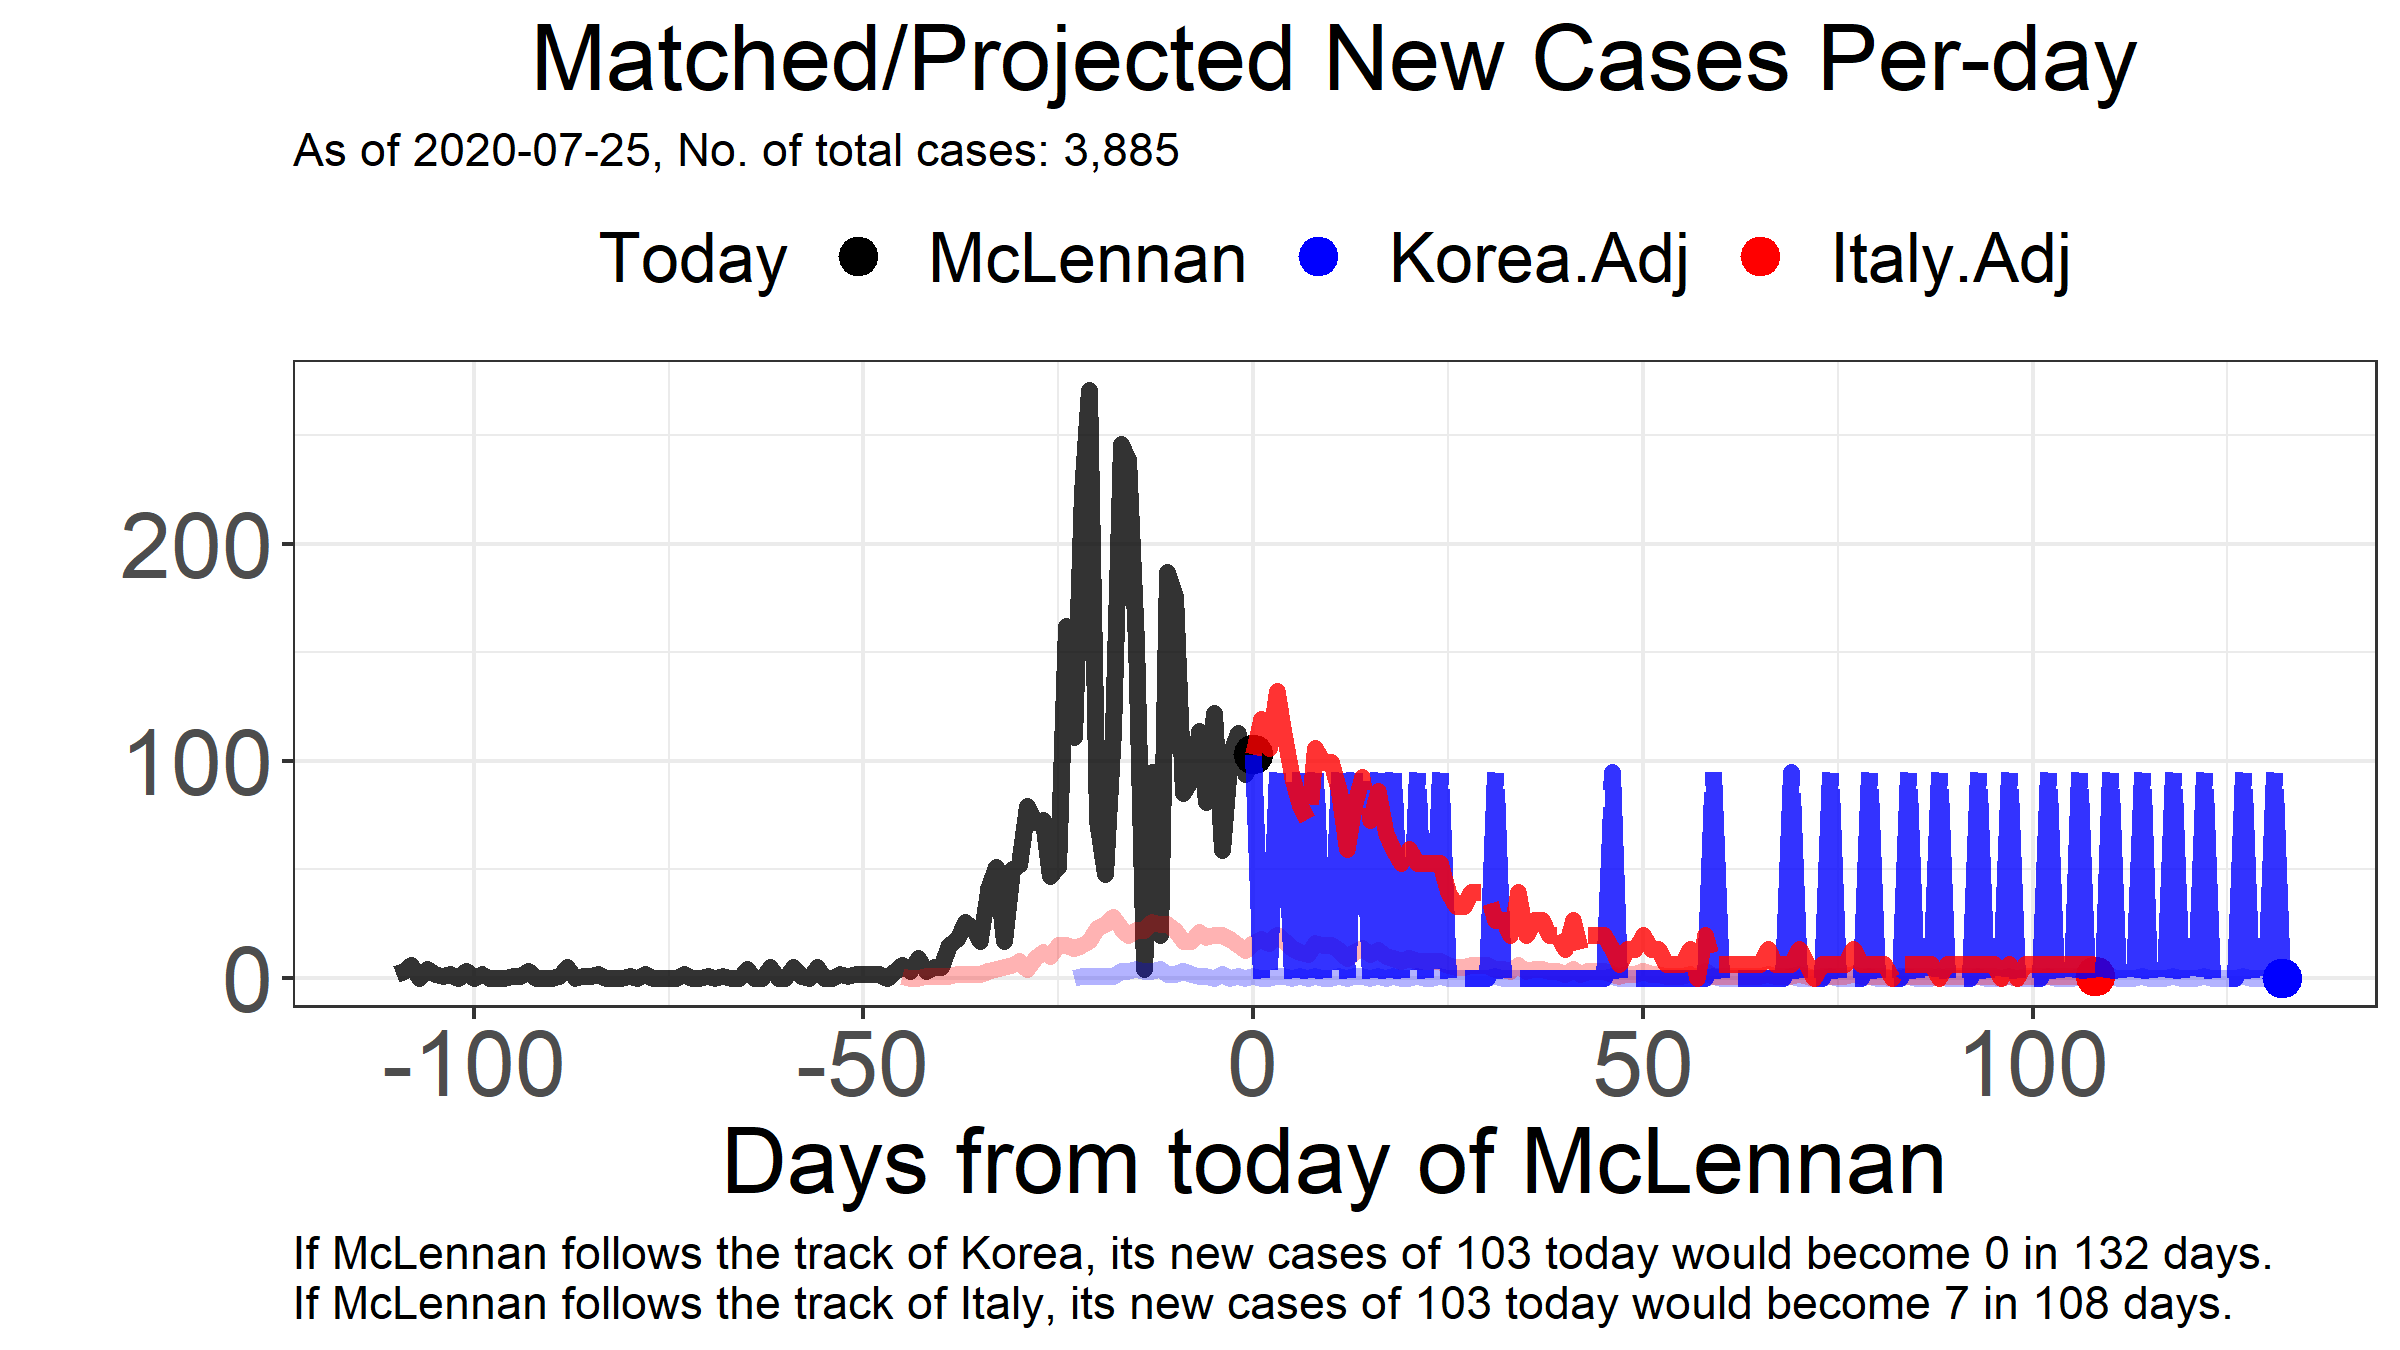 Matched/Projected New Cases Per-day
As of 2020-07-25, No. of total cases: 3,885
Today McLennan Korea.Adj Italy.Adj
200
100
0
-100 -50 0 50 100
Days from today of McLennan
If McLennan follows the track of Korea, its new cases of 103 today would become 0 in 132 days.
If McLennan follows the track of Italy, its new cases of 103 today would become 7 in 108 days.